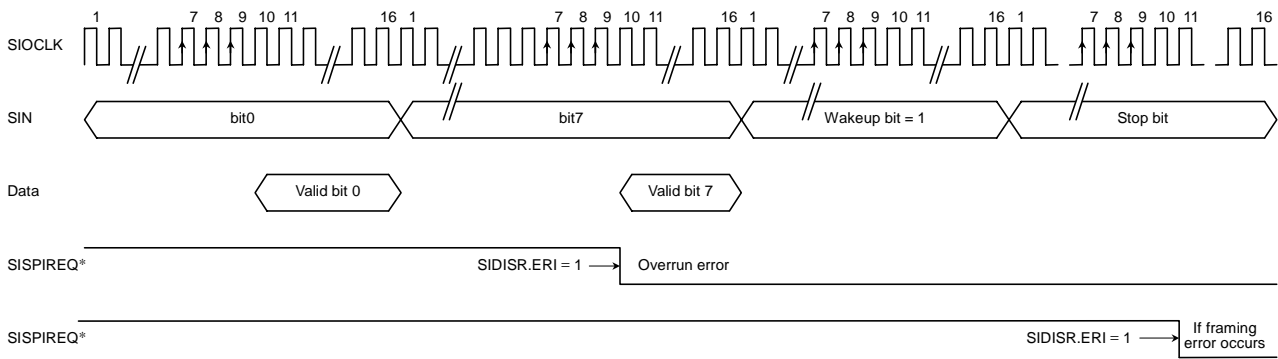 1 7 8 9 10 11 16 1 7 8 9 10 11 16 1 7 8 9 10 11 16 1 7 8 9 10 11 16
SIOCLK
SIN bit0 bit7 Wakeup bit = 1 Stop bit
Data Valid bit 0 Valid bit 7
SISPIREQ* SIDISR.ERI = 1 Overrun error
SISPIREQ* SIDISR.ERI = 1 If framing
error occurs